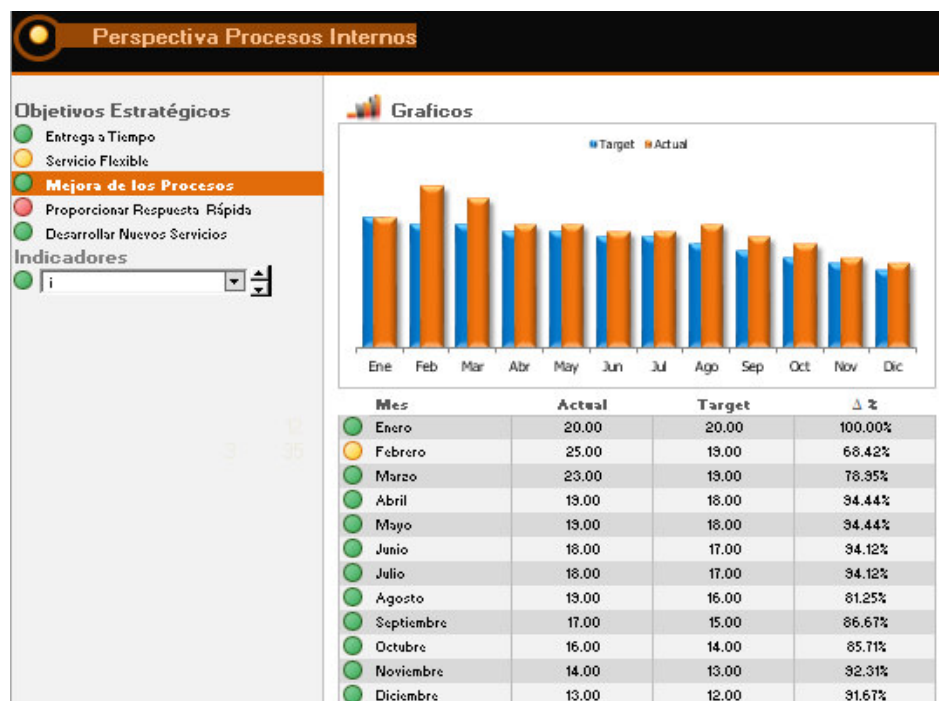 Perspectiva Procesos Internos
Objetivos Estratégicos
Entrega a Tiempo
Servicio Flexible
Mejora de los Procesos
Proporcionar Respuesta Rápida
Desarrollar Nuevos Servicios
Indicadores
i
12
3 35
Graficos
Target Actual
Ene Feb Mar Abr May Jun Jul Ago Sep Oct Nov Dic
Mes Actual Target Δ %
Enero 20.00 20.00 100.00%
Febrero 25.00 19.00 68.42%
Marzo 23.00 19.00 78.95%
Abril 19.00 18.00 94.44%
Mayo 19.00 18.00 94.44%
Junio 18.00 17.00 94.12%
Julio 18.00 17.00 94.12%
Agosto 19.00 16.00 81.25%
Septiembre 17.00 15.00 86.67%
Octubre 16.00 14.00 85.71%
Noviembre 14.00 13.00 92.31%
Diciembre 13.00 12.00 91.67%